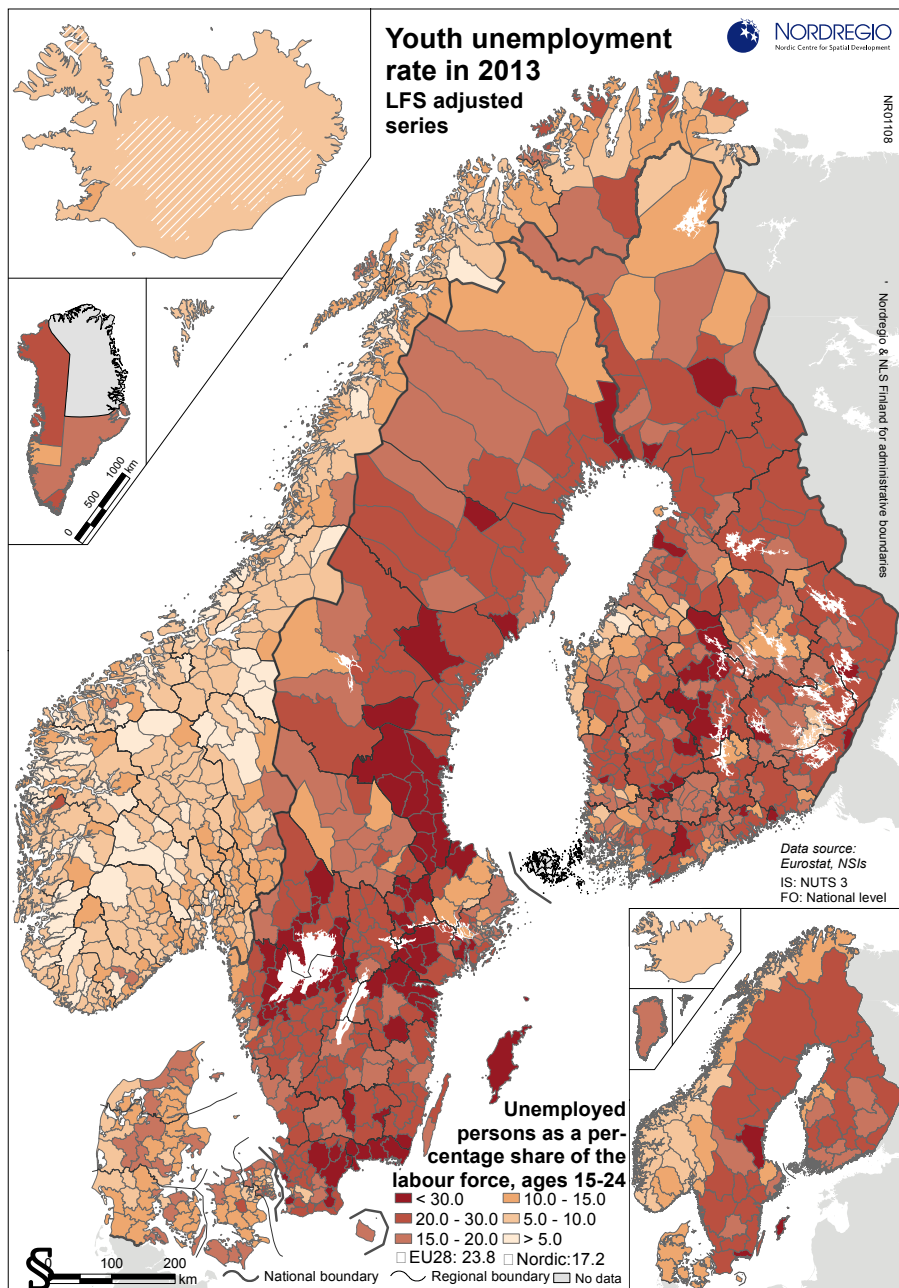 Youth unemployment
rate in 2013
LFS adjusted
series
NORDREGIO
Nordic Centre for Spatial Development
NR01108
' Nordregio & NLS Finland for administrative boundaries
0 500 1000
km
Data source:
Eurostat, NSIs
IS: NUTS 3
FO: National level
Unemployed
persons as a per-
centage share of the
labour force, ages 15-24
< 30.0 10.0 - 15.0
20.0 - 30.0 5.0 - 10.0
15.0 - 20.0 > 5.0
EU28: 23.8 Nordic:17.2
National boundary Regional boundary No data
S
0 100 200
km